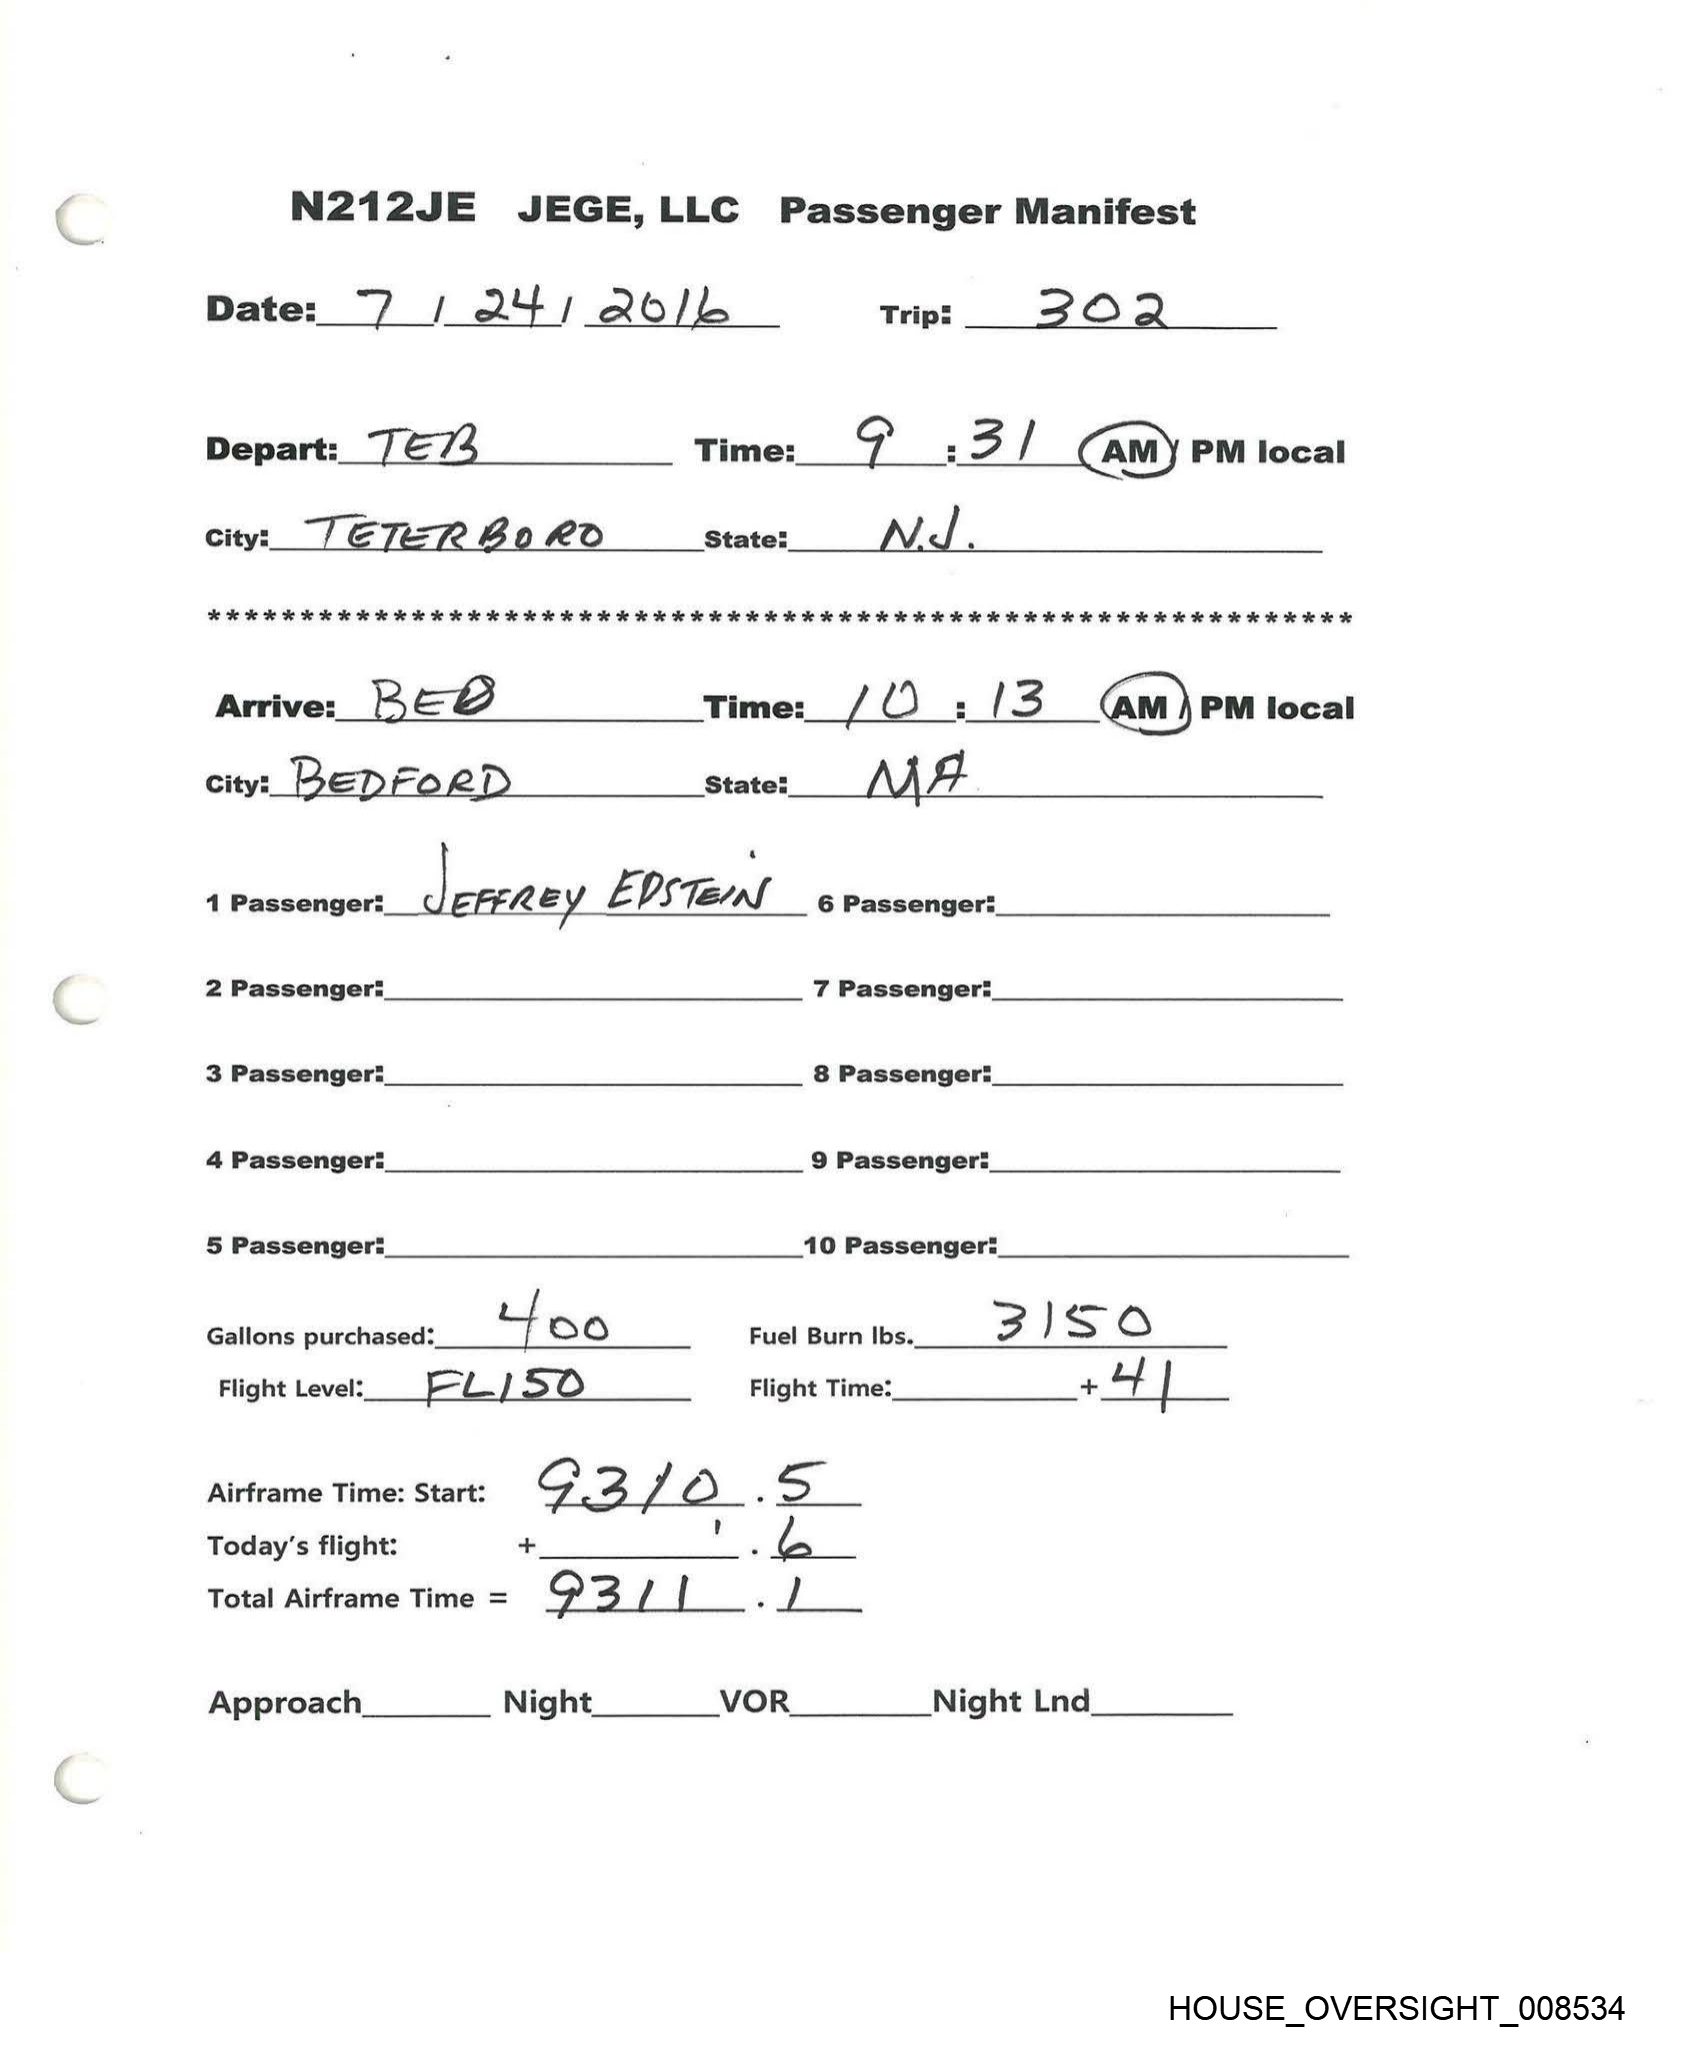 N212JE JEGE, LLC Passenger Manifest
Date: 7 / 24 / 2016 Trip: 302
Depart: TEB Time: 9 : 31 AM / PM local
City: TETERBORO State: N.J.
******************************************************************
Arrive: BED Time: 10 : 13 AM / PM local
City: BEDFORD State: MA
1 Passenger: JEFFREY EPSTEIN 6 Passenger:
2 Passenger: 7 Passenger:
3 Passenger: 8 Passenger:
4 Passenger: 9 Passenger:
5 Passenger: 10 Passenger:
Gallons purchased: 400 Fuel Burn lbs. 3150
Flight Level: FL150 Flight Time: + 41
Airframe Time: Start: 9310 . 5
Today's flight: + . 6
Total Airframe Time = 9311 . 1
Approach Night VOR Night Lnd
HOUSE_OVERSIGHT_008534